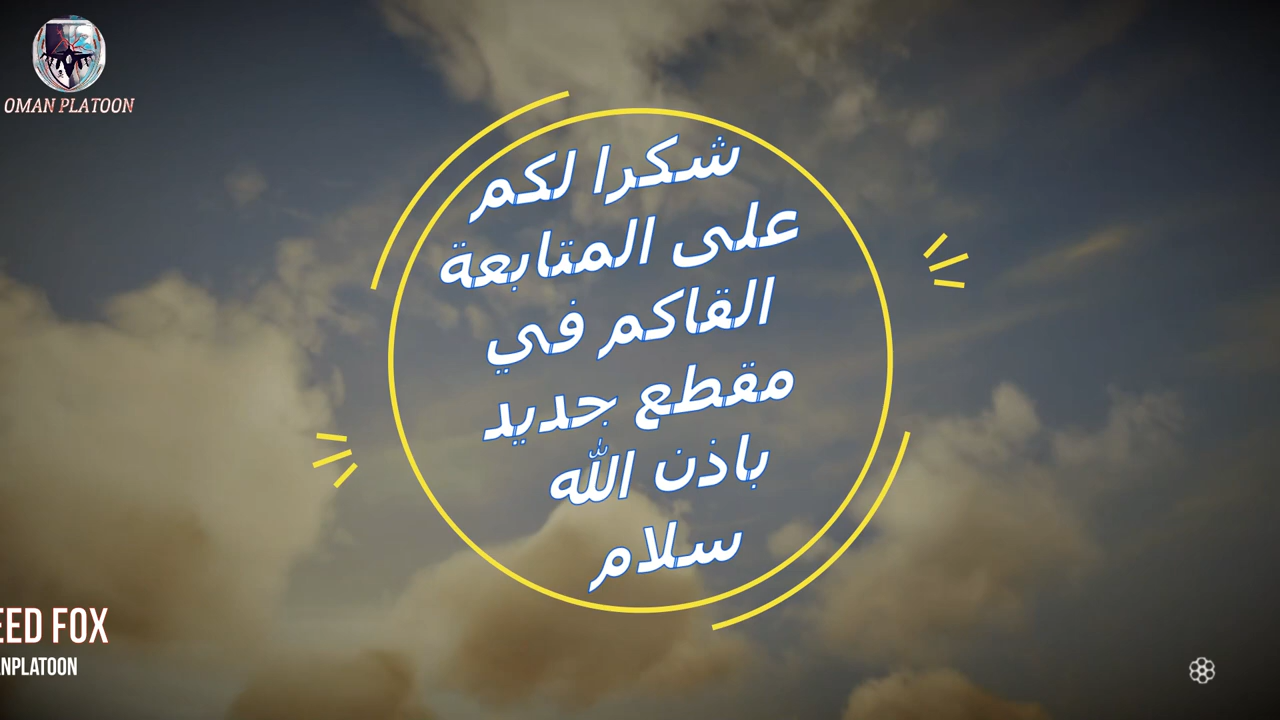 OMAN PLATOON
شكرا لكم
على المتابعة
القاكم في
مقطع جديد
باذن الله
سلام
EED FOX
NPLATOON